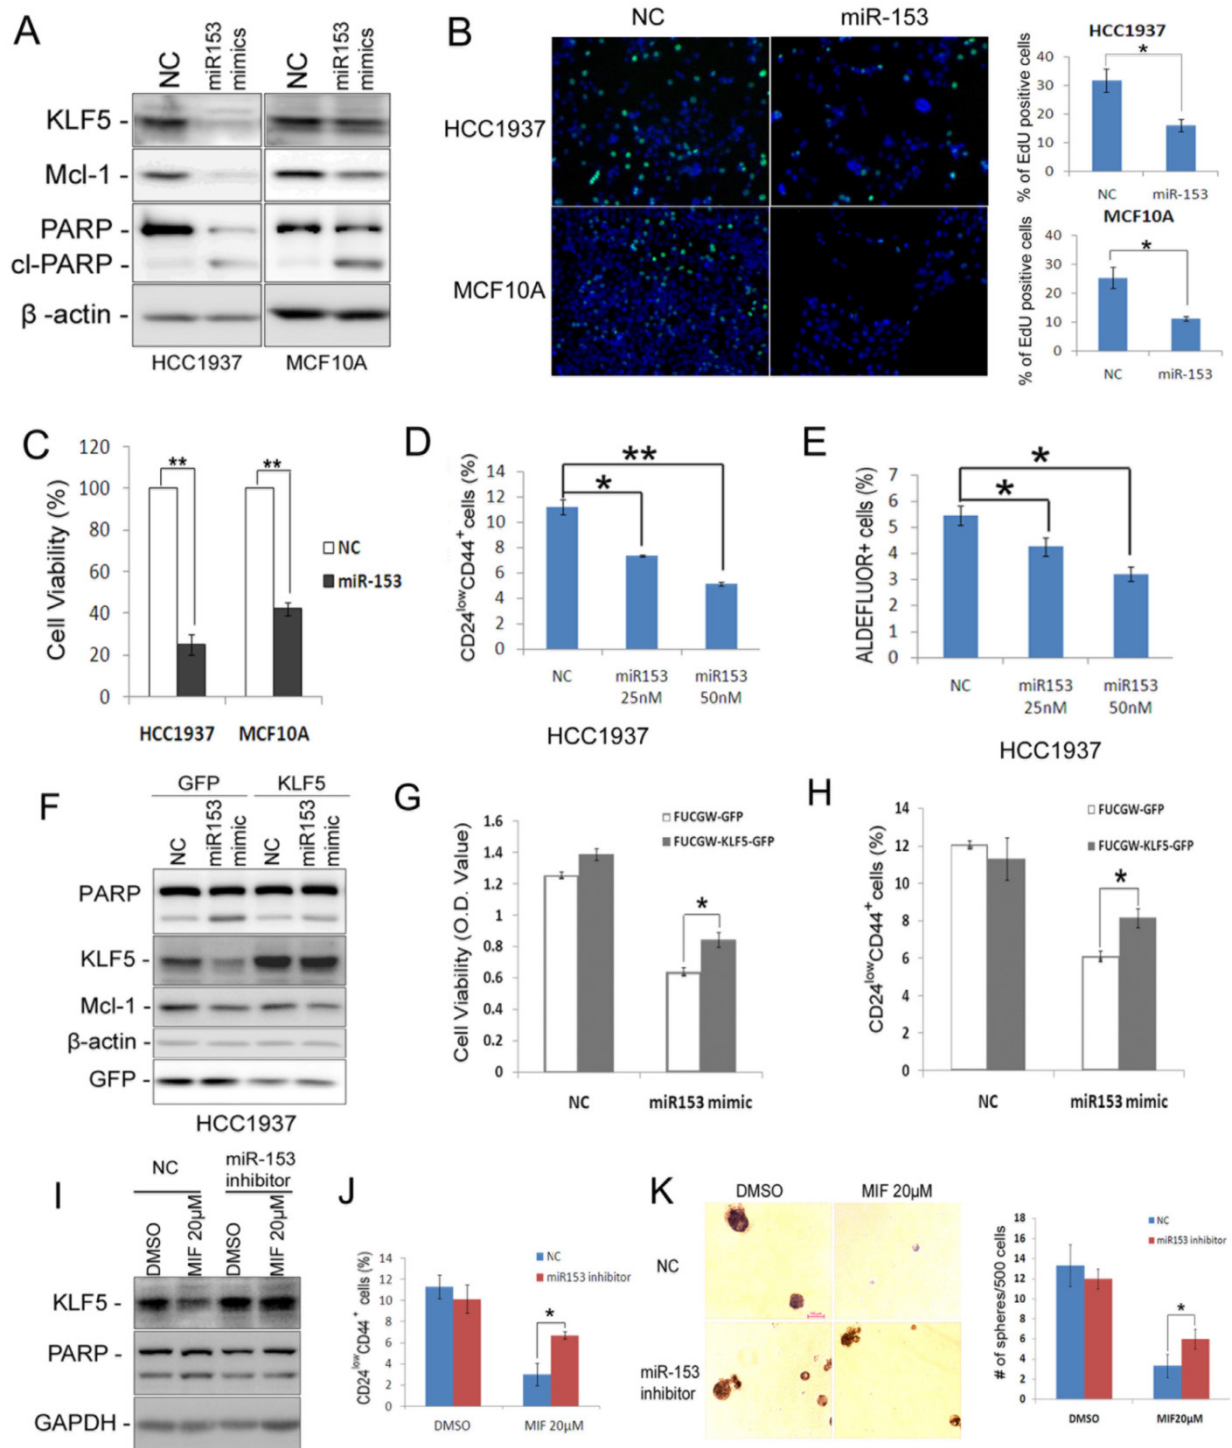 A
NC
miR153
mimics
NC
miR153
mimics
KLF5 -
Mcl-1 -
PARP -
cl-PARP -
β -actin -
HCC1937
MCF10A
B
NC
miR-153
HCC1937
MCF10A
HCC1937
% of EdU positive cells
40
30
20
10
0
*
NC
miR-153
MCF10A
% of EdU positive cells
40
30
20
10
0
*
NC
miR-153
C
Cell Viability (%)
120
100
80
60
40
20
0
**
**
NC
miR-153
HCC1937
MCF10A
D
CD24lowCD44+cells (%)
14
12
10
8
6
4
2
0
**
*
NC
miR153
25nM
miR153
50nM
HCC1937
E
ALDEFLUOR+ cells (%)
7
6
5
4
3
2
1
0
*
*
NC
miR153
25nM
miR153
50nM
HCC1937
F
GFP
KLF5
NC
miR153
mimic
NC
miR153
mimic
PARP
KLF5 -
Mcl-1 -
β-actin -
GFP -
HCC1937
G
Cell Viability (O.D. Value)
1.6
1.4
1.2
1
0.8
0.6
0.4
0.2
0
FUCGW-GFP
FUCGW-KLF5-GFP
*
NC
miR153 mimic
H
CD24lowCD44+cells (%)
14
12
10
8
6
4
2
0
FUCGW-GFP
FUCGW-KLF5-GFP
*
NC
miR153 mimic
I
NC
miR-153
inhibitor
DMSO
MIF 20μM
DMSO
MIF 20μM
KLF5 -
PARP -
GAPDH -
J
CD24lowCD44+ cells (%)
14
12
10
8
6
4
2
0
NC
miR153 inhibitor
*
DMSO
MIF 20μM
K
DMSO
MIF 20μM
NC
miR-153
inhibitor
# of spheres/500 cells
18
16
14
12
10
8
6
4
2
0
NC
miR153 inhibitor
*
DMSO
MIF20μM